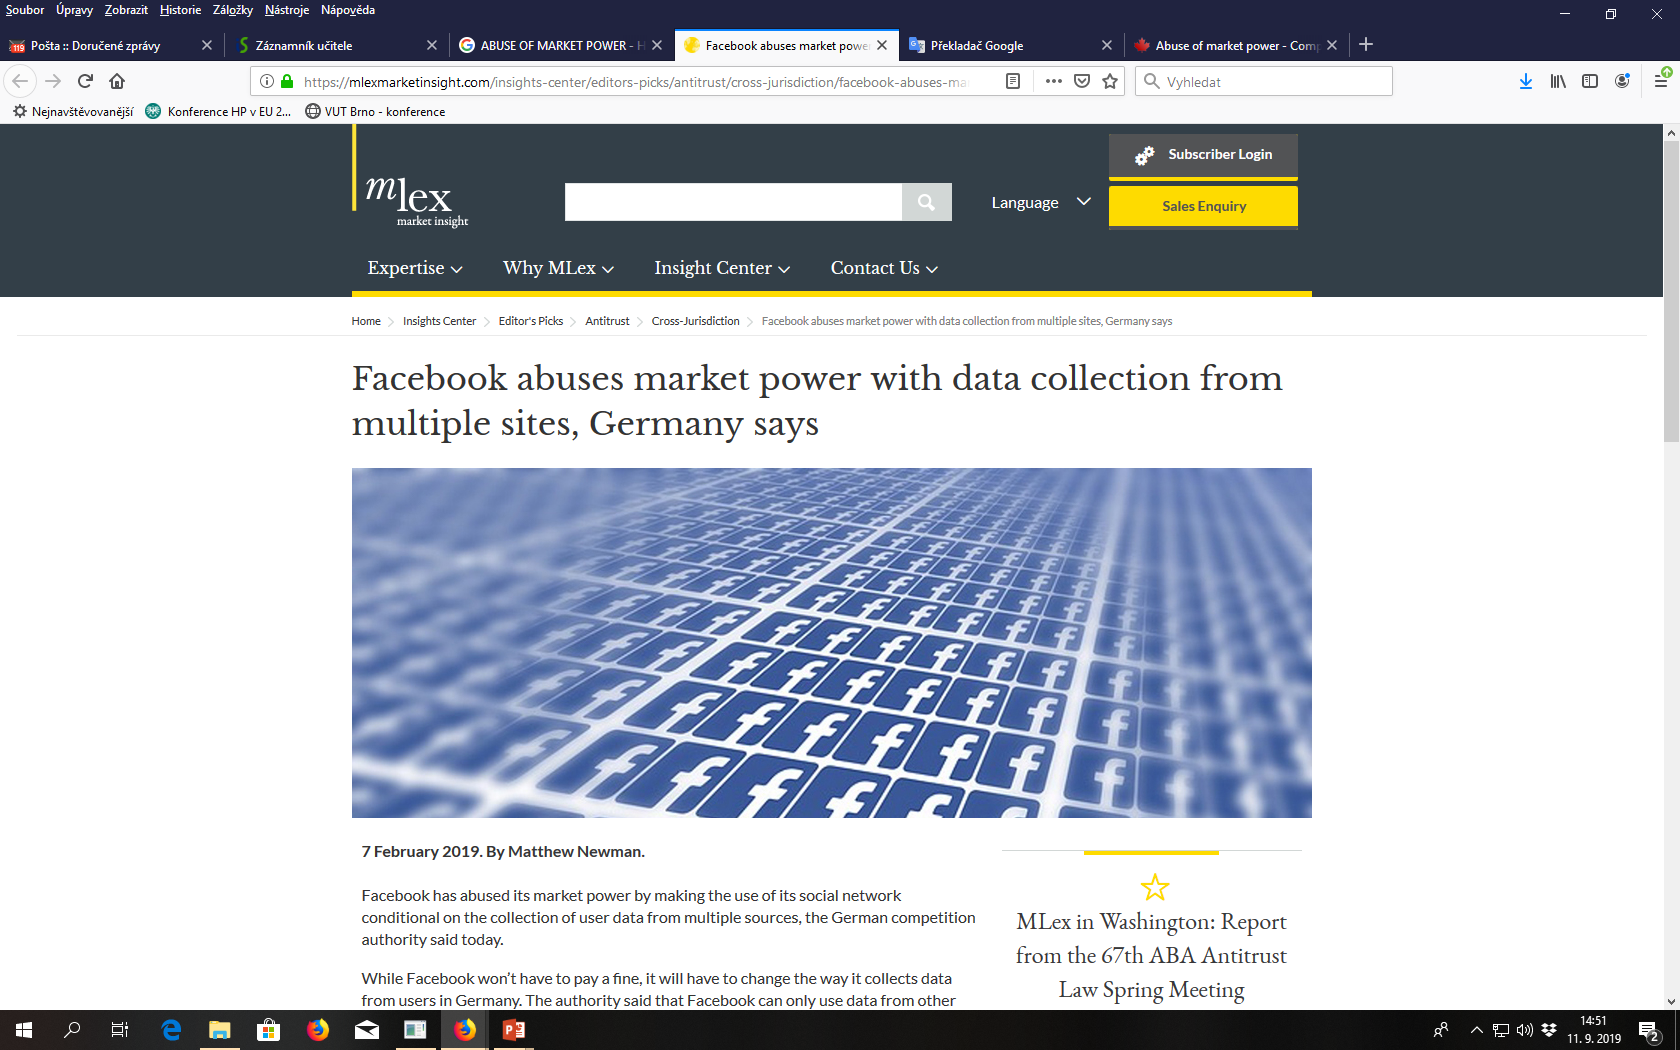 Soubor Úpravy Zobrazit Historie Záložky Nástroje Nápověda
119 Pošta :: Doručené zprávy Záznamník učitele ABUSE OF MARKET POWER - H Facebook abuses market power Překladač Google Abuse of market power - Comp
https://mlexmarketinsight.com/insights-center/editors-picks/antitrust/cross-jurisdiction/facebook-abuses-ma Vyhledat
Nejnavštěvovanější Konference HP v EU 2... VUT Brno - konference
Subscriber Login
mlex
market insight
Language
Sales Enquiry
Expertise Why MLex Insight Center Contact Us
Home Insights Center Editor's Picks Antitrust Cross-Jurisdiction Facebook abuses market power with data collection from multiple sites, Germany says
Facebook abuses market power with data collection from
multiple sites, Germany says
7 February 2019. By Matthew Newman.
Facebook has abused its market power by making the use of its social network
conditional on the collection of user data from multiple sources, the German competition
authority said today.
While Facebook won't have to pay a fine, it will have to change the way it collects data
from users in Germany. The authority said that Facebook can only use data from other
MLex in Washington: Report
from the 67th ABA Antitrust
Law Spring Meeting
14:51
11. 9. 2019
2